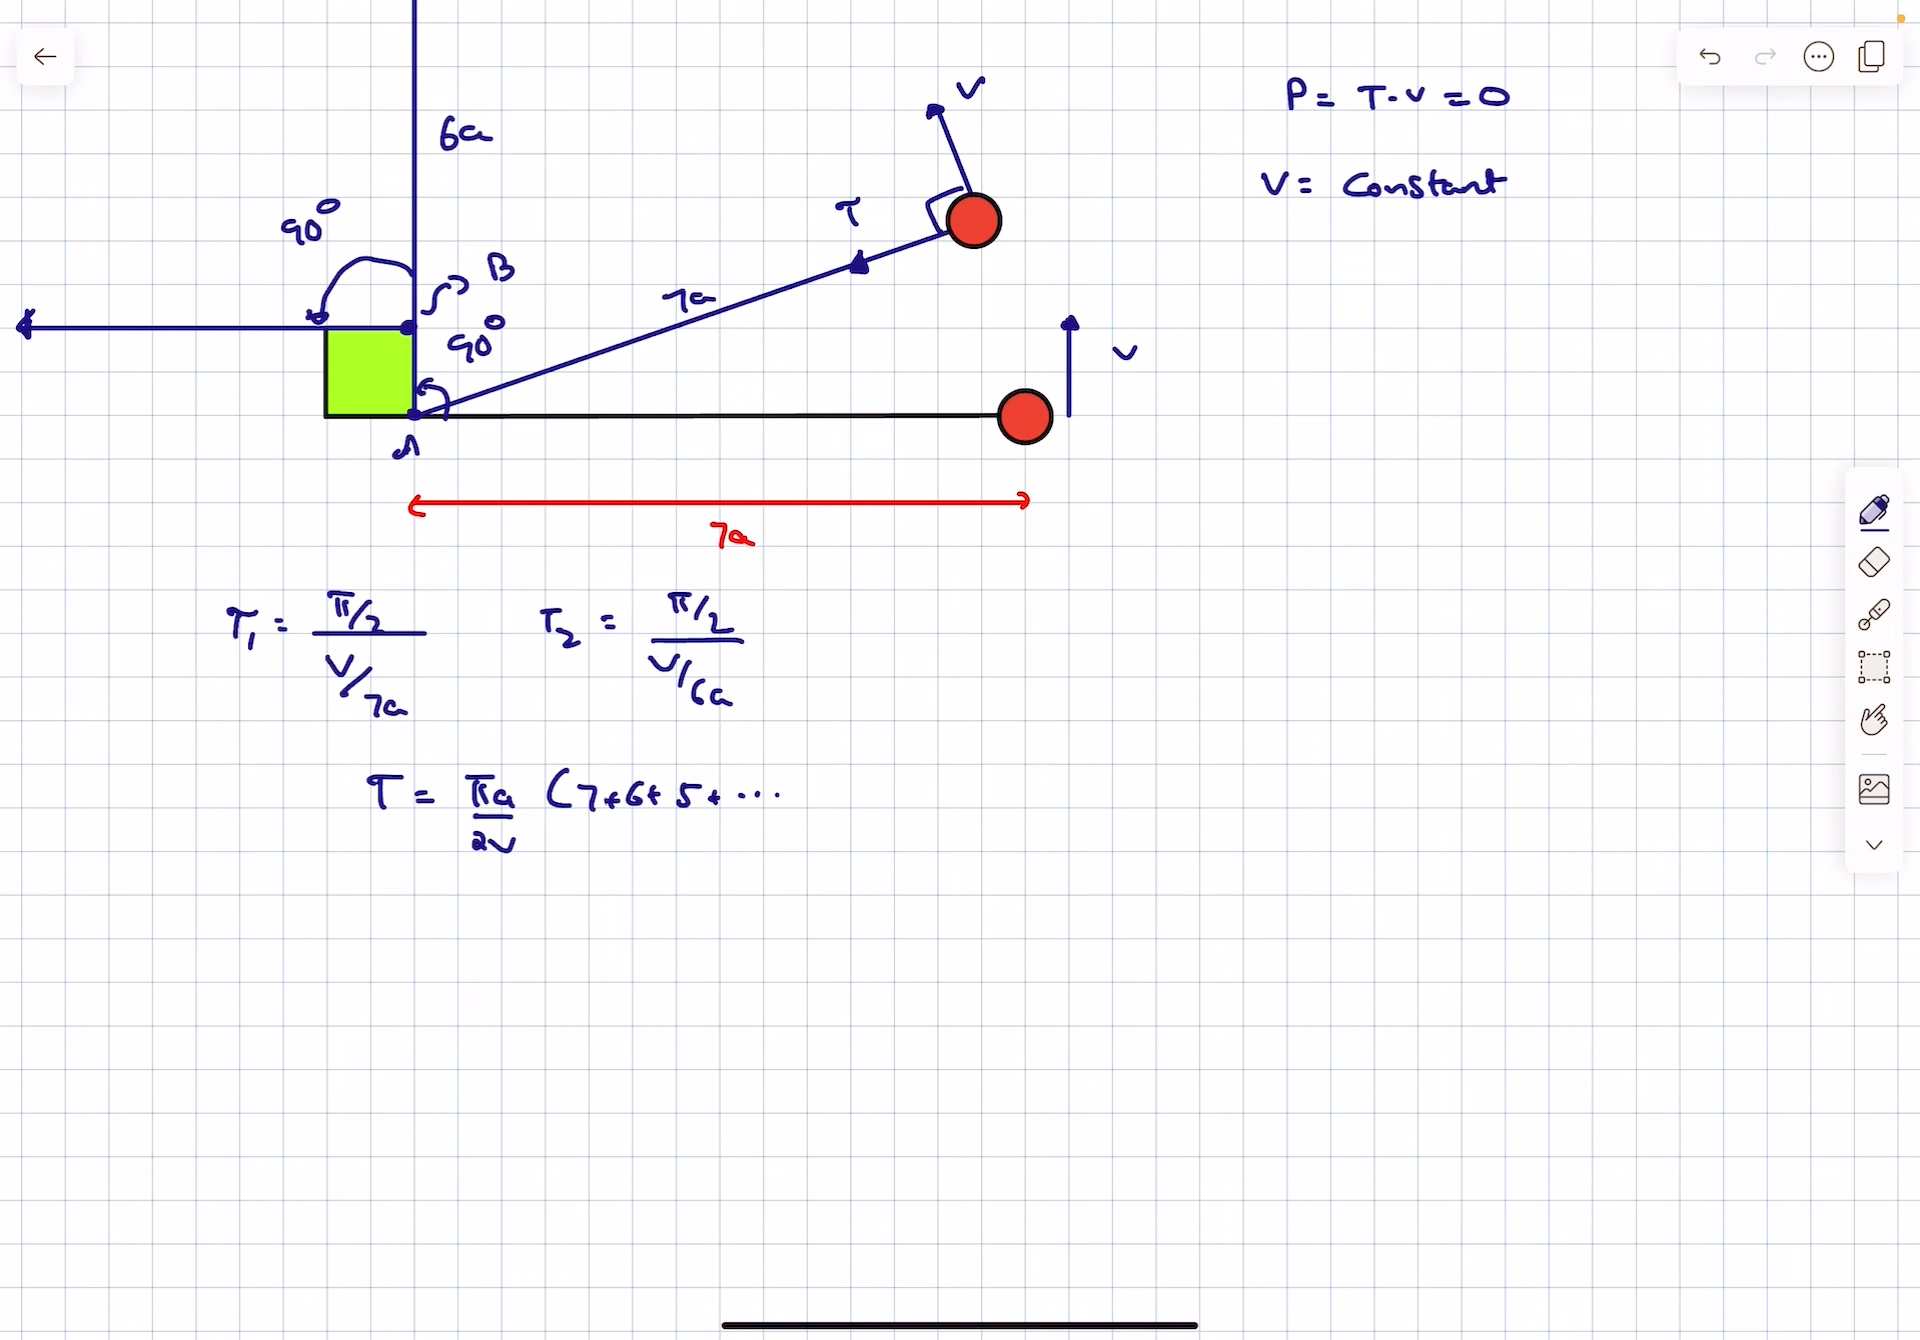 V
6a
P = T·v = 0
V = Constant
90°
T
B
7a
90°
V
A
7a
T₁ = (π/2)/(V/7a)   T₂ = (π/2)/(V/6a)
T = πa/2V (7+6+5+···